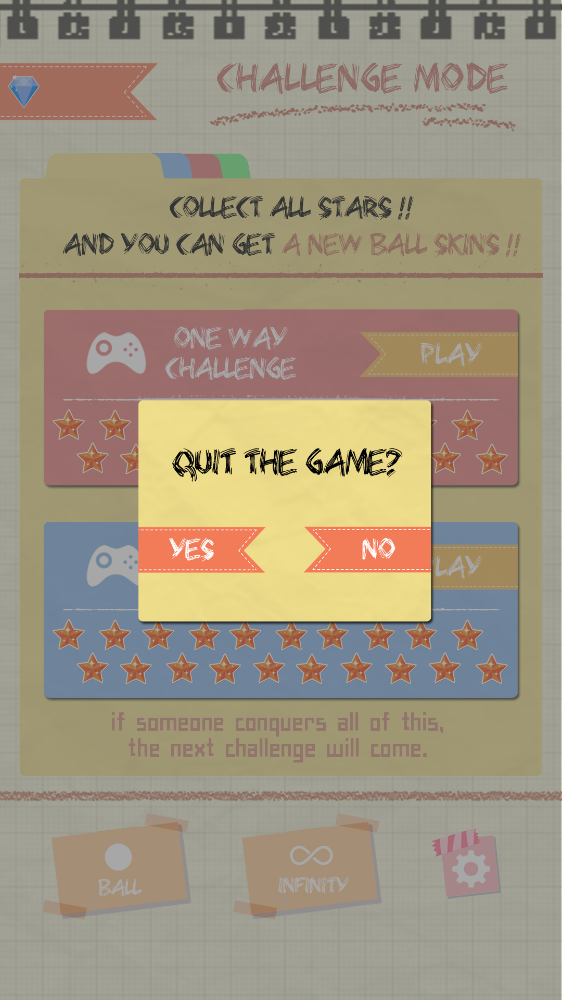 CHALLENGE MODE
COLLECT ALL STARS !!
AND YOU CAN GET A NEW BALL SKINS !!
ONE WAY
CHALLENGE
PLAY
QUIT THE GAME?
YES
NO
LAY
if someone conquers all of this,
the next challenge will come.
BALL
INFINITY